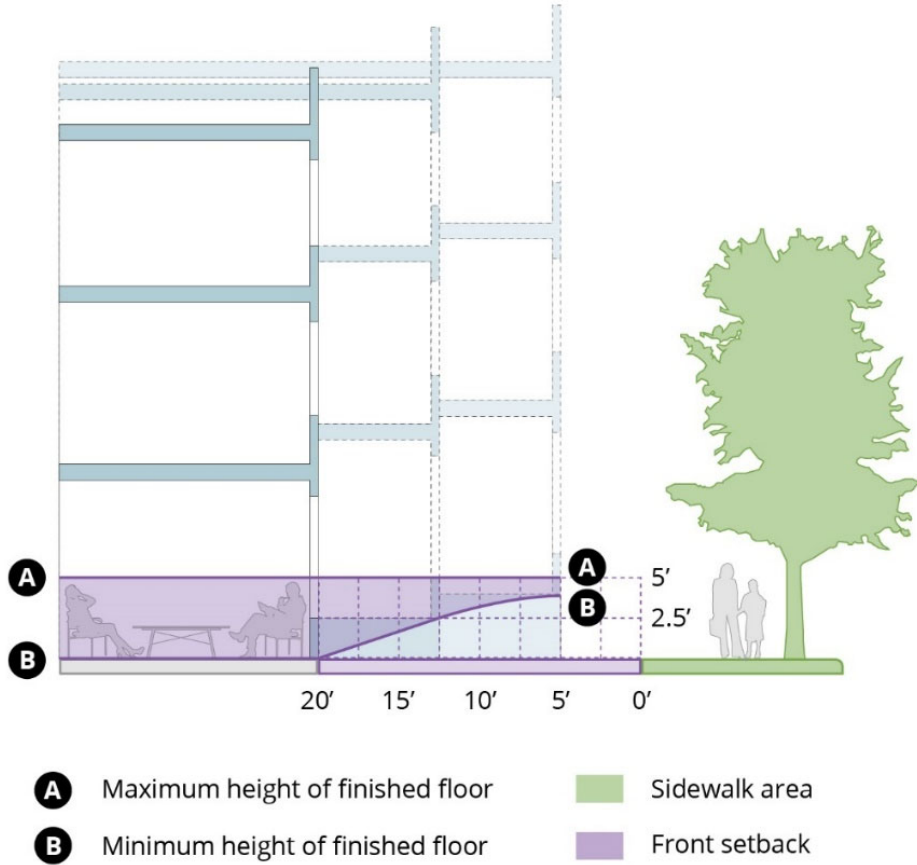 A
A
5’
B
2.5’
B
20’ 15’ 10’ 5’ 0’
A Maximum height of finished floor
Sidewalk area
B Minimum height of finished floor
Front setback